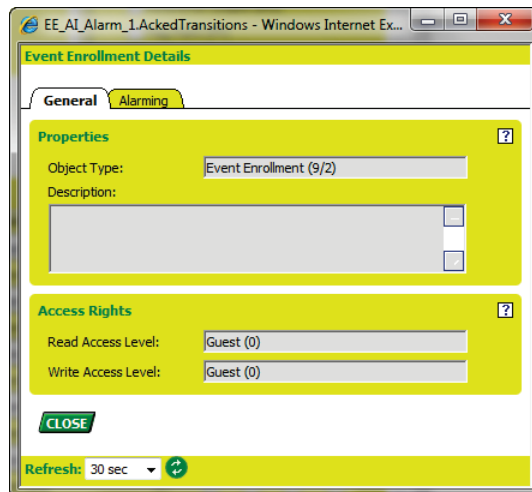 EE_AI_Alarm_1.AckedTransitions - Windows Internet Ex...
Event Enrollment Details
General Alarming
Properties ?
Object Type: Event Enrollment (9/2)
Description:
Access Rights ?
Read Access Level: Guest (0)
Write Access Level: Guest (0)
CLOSE
Refresh: 30 sec